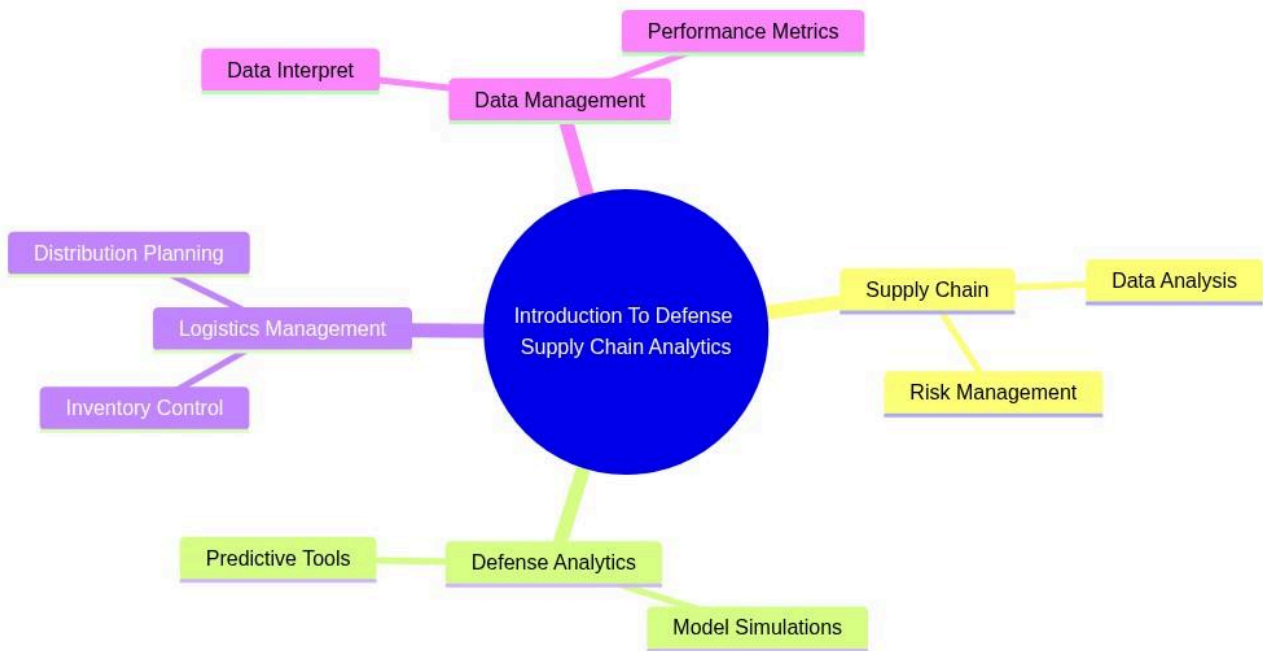 Performance Metrics
Data Interpret
Data Management
Distribution Planning
Supply Chain
Data Analysis
Introduction To Defense
Supply Chain Analytics
Logistics Management
Risk Management
Inventory Control
Predictive Tools
Defense Analytics
Model Simulations